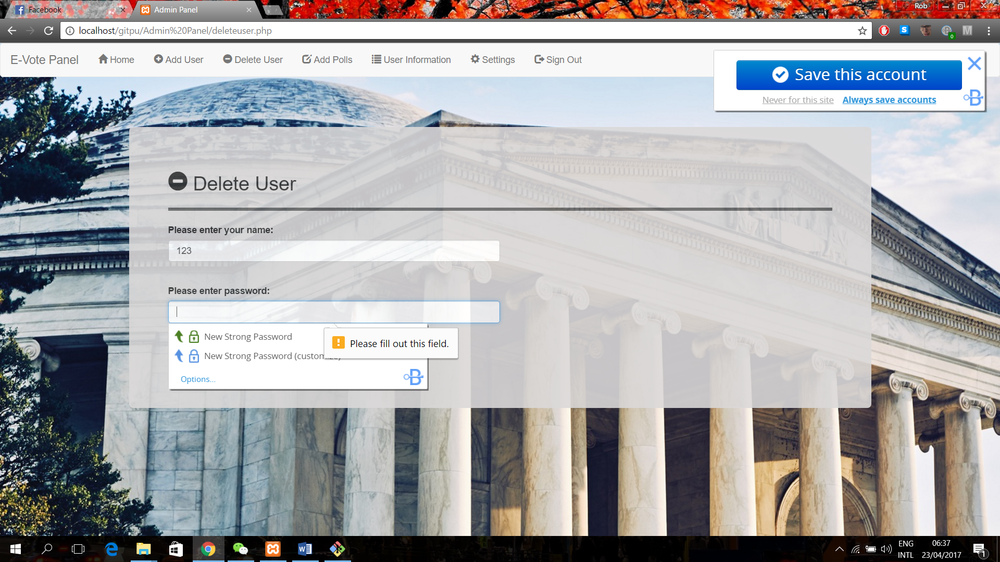 Facebook
Admin Panel
Rob
localhost/gitpu/Admin%20Panel/deleteuser.php
S
0
M
E-Vote Panel
Home
Add User
Delete User
Add Polls
User Information
Settings
Sign Out
Save this account
Never for this site
Always save accounts
B
Delete User
Please enter your name:
123
Please enter password:
New Strong Password
Please fill out this field.
New Strong Password (customize)
Options...
B
ENG
INTL
06:37
23/04/2017
1